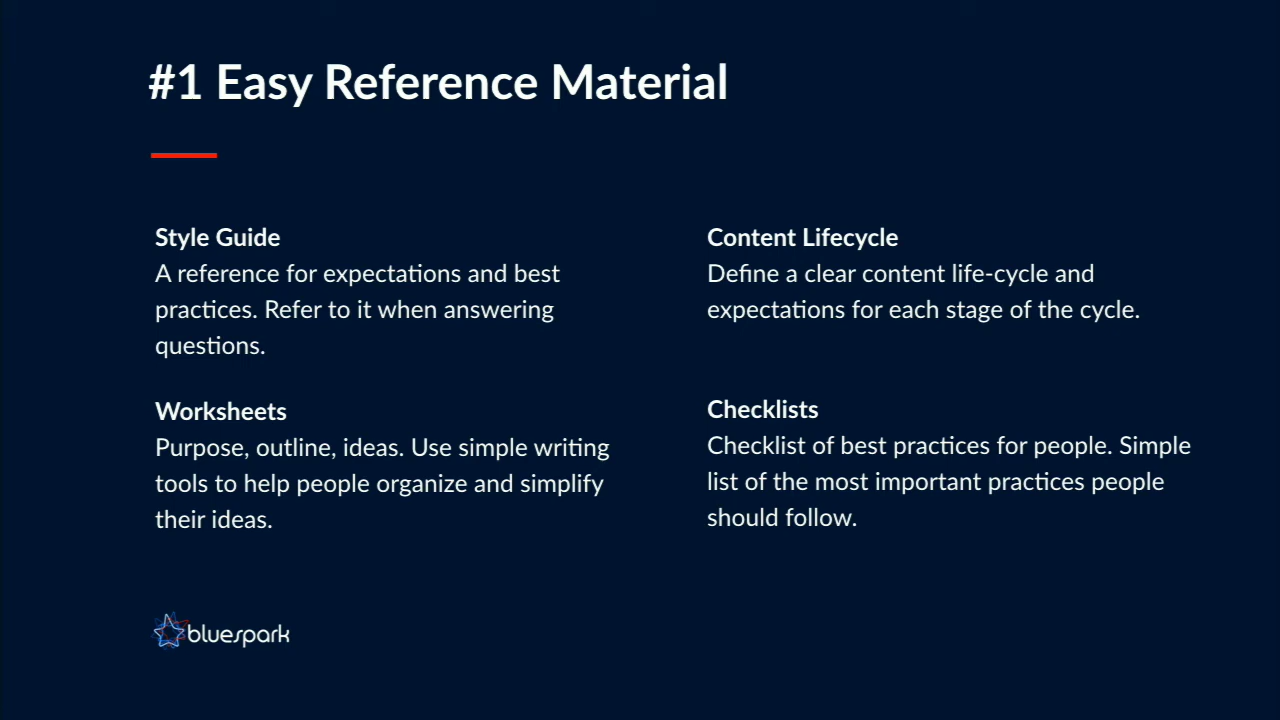 #1 Easy Reference Material
Style Guide
A reference for expectations and best
practices. Refer to it when answering
questions.
Content Lifecycle
Define a clear content life-cycle and
expectations for each stage of the cycle.
Worksheets
Purpose, outline, ideas. Use simple writing
tools to help people organize and simplify
their ideas.
Checklists
Checklist of best practices for people. Simple
list of the most important practices people
should follow.
bluespark